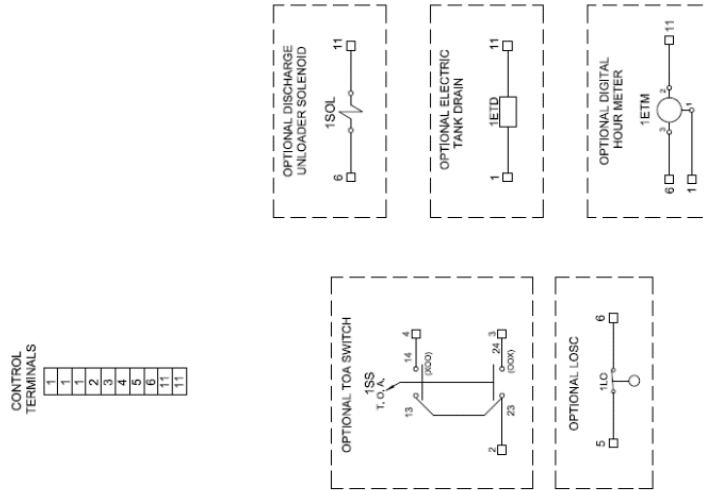 CONTROL
TERMINALS
1
1
1
2
3
4
5
6
11
11
OPTIONAL DISCHARGE
UNLOADER SOLENOID
1SOL
6
11
OPTIONAL TOA SWITCH
1SS
T, O, A,
13
14
4
(XOO)
2
23
24
3
(OOX)
OPTIONAL ELECTRIC
TANK DRAIN
1ETD
1
11
OPTIONAL LOSC
1LO
5
6
OPTIONAL DIGITAL
HOUR METER
1ETM
6
3
2
11
1
1